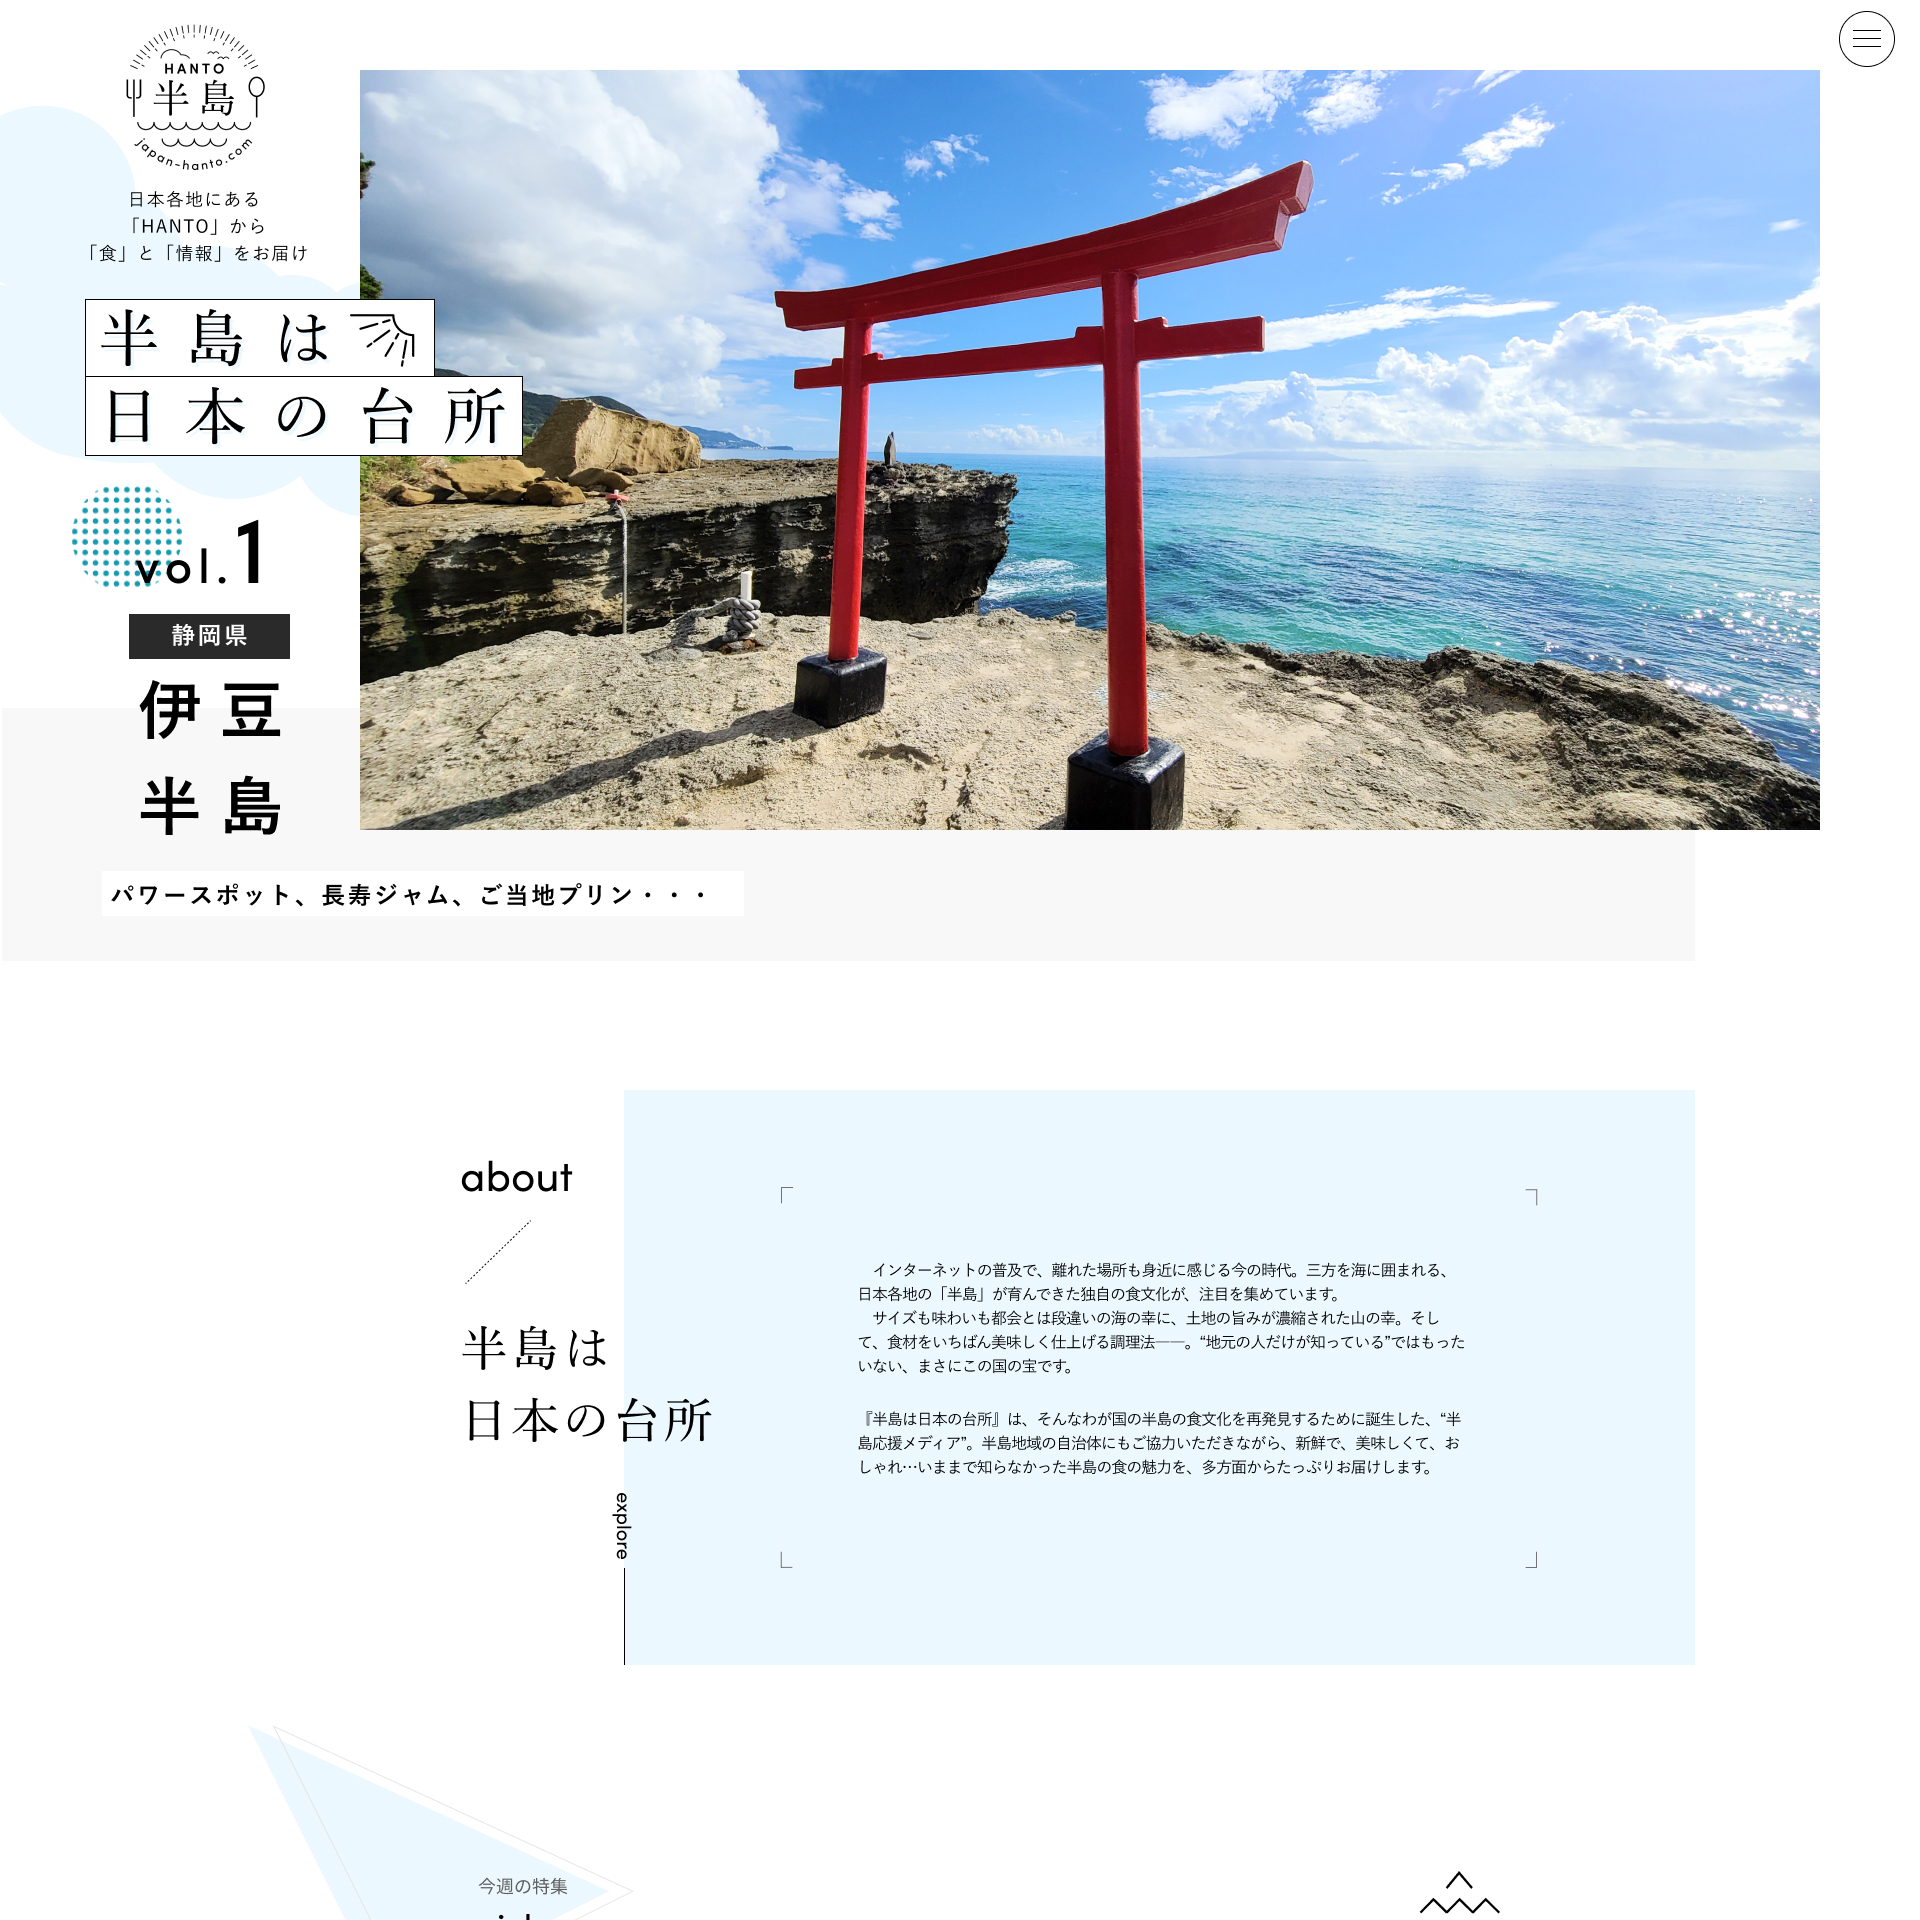 HANTO
半島
japan-hanto.com
日本各地にある
「HANTO」から
「食」と「情報」をお届け
半島は
日本の台所
vol.1
静岡県
伊豆
半島
パワースポット、長寿ジャム、ご当地プリン・・・
about
半島は
日本の台所
explore
　インターネットの普及で、離れた場所も身近に感じる今の時代。三方を海に囲まれる、
日本各地の「半島」が育んできた独自の食文化が、注目を集めています。
　サイズも味わいも都会とは段違いの海の幸に、土地の旨みが濃縮された山の幸。そし
て、食材をいちばん美味しく仕上げる調理法——。“地元の人だけが知っている”ではもった
いない、まさにこの国の宝です。
『半島は日本の台所』は、そんなわが国の半島の食文化を再発見するために誕生した、“半
島応援メディア”。半島地域の自治体にもご協力いただきながら、新鮮で、美味しくて、お
しゃれ…いままで知らなかった半島の食の魅力を、多方面からたっぷりお届けします。
今週の特集